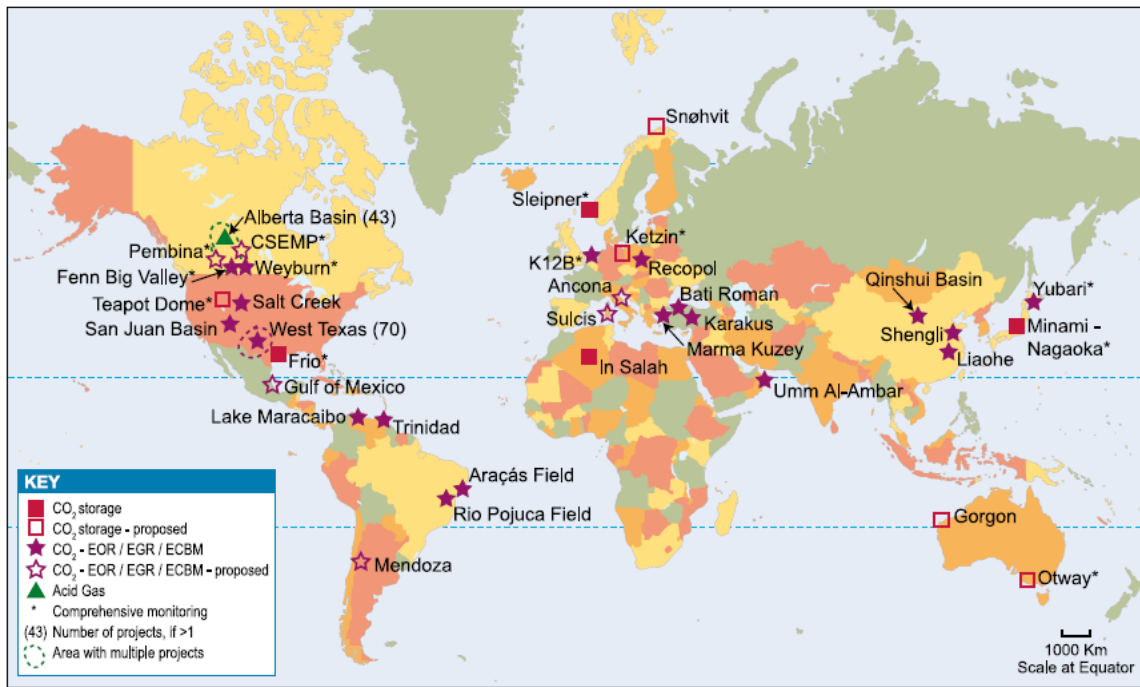 Snøhvit
Sleipner*
Alberta Basin (43)
CSEMP*
Pembina*
Fenn Big Valley*
Weyburn*
Teapot Dome*
Salt Creek
San Juan Basin
West Texas (70)
Frio*
Gulf of Mexico
Lake Maracaibo
Trinidad
Araçás Field
Rio Pojuca Field
Mendoza
Ketzin*
K12B*
Recopol
Ancona
Bati Roman
Sulcis
Karakus
Marma Kuzey
In Salah
Umm Al-Ambar
Qinshui Basin
Yubari*
Shengli
Minami -
Nagaoka*
Liaohe
Gorgon
Otway*
KEY
CO₂ storage
CO₂ storage - proposed
CO₂ - EOR / EGR / ECBM
CO₂ - EOR / EGR / ECBM - proposed
Acid Gas
* Comprehensive monitoring
(43) Number of projects, if >1
Area with multiple projects
1000 Km
Scale at Equator